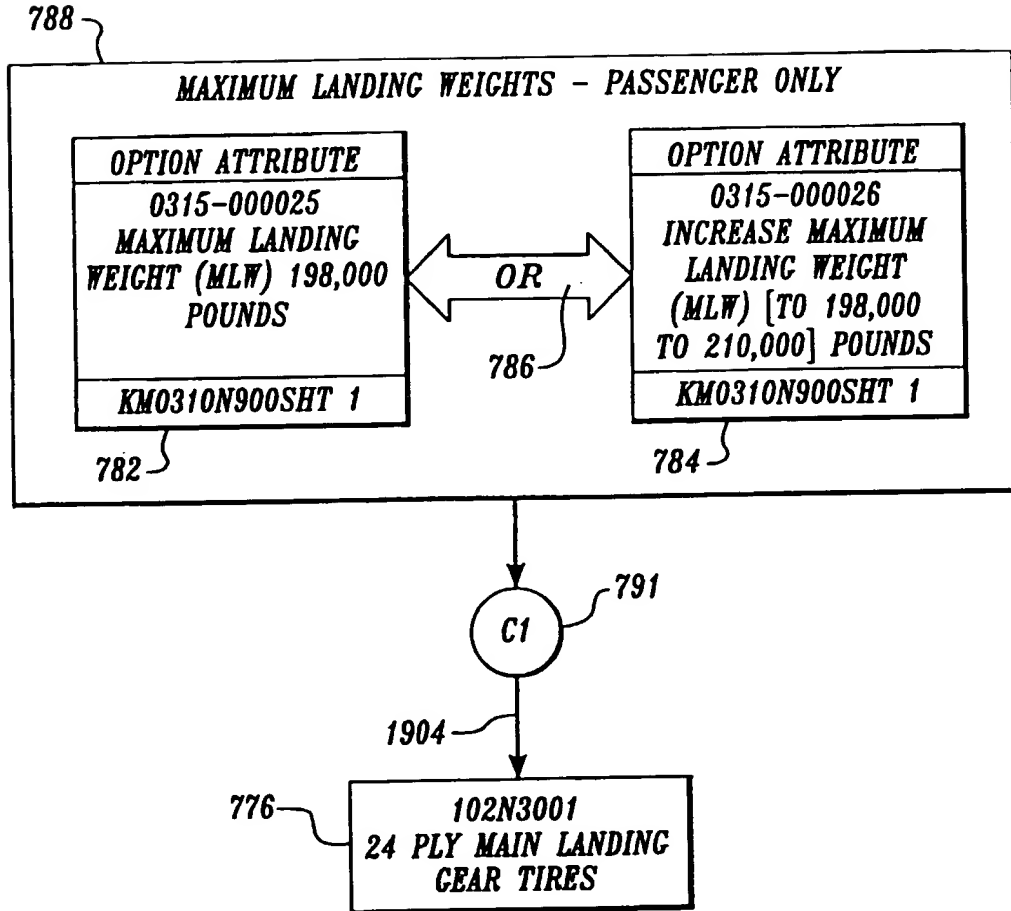 788
MAXIMUM LANDING WEIGHTS - PASSENGER ONLY
OPTION ATTRIBUTE
0315-000025
MAXIMUM LANDING
WEIGHT (MLW) 198,000
POUNDS
KM0310N900SHT 1
782
OR
786
OPTION ATTRIBUTE
0315-000026
INCREASE MAXIMUM
LANDING WEIGHT
(MLW) [TO 198,000
TO 210,000] POUNDS
KM0310N900SHT 1
784
C1
791
1904
776
102N3001
24 PLY MAIN LANDING
GEAR TIRES